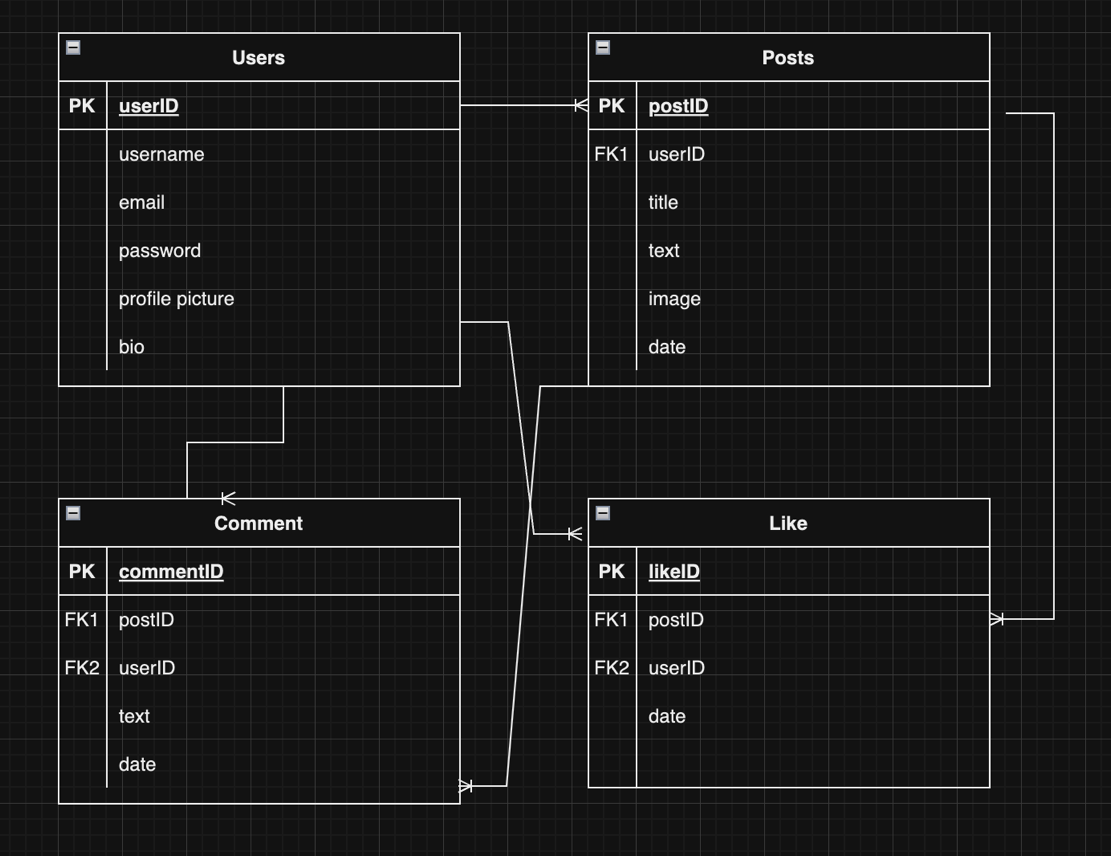 Users
PK userID
username
email
password
profile picture
bio
Posts
PK postID
FK1 userID
title
text
image
date
Comment
PK commentID
FK1 postID
FK2 userID
text
date
Like
PK likeID
FK1 postID
FK2 userID
date